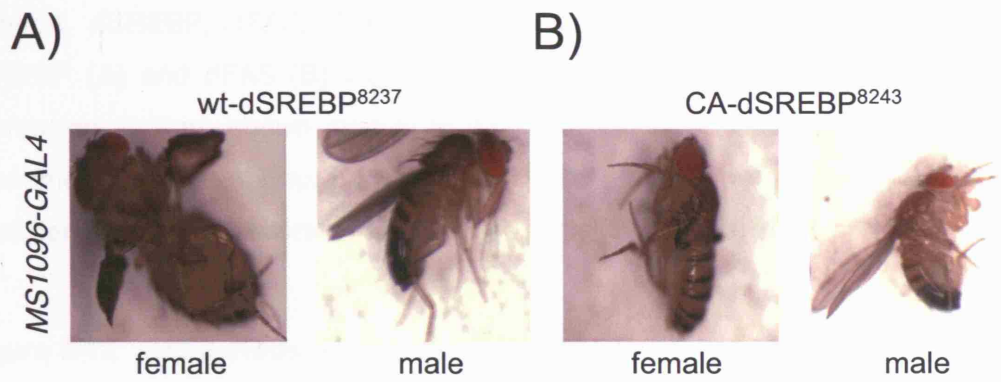 A)
B)
wt-dSREBP⁸²³⁷
CA-dSREBP⁸²⁴³
MS1096-GAL4
female
male
female
male